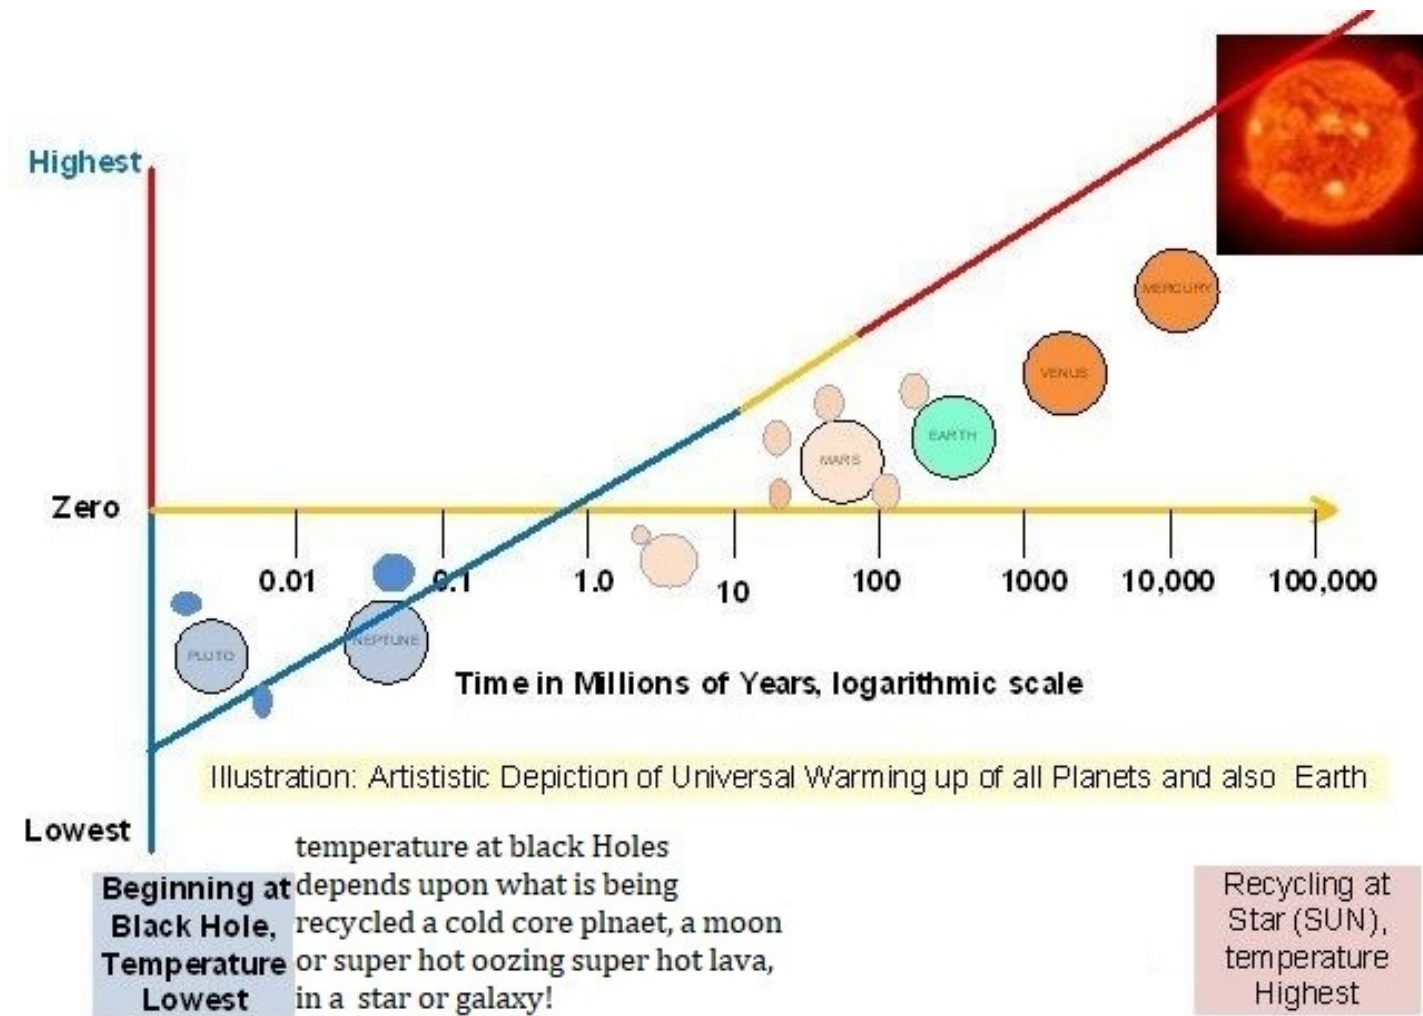 Highest
MERCURY
VENUS
EARTH
MARS
Zero
0.01
0.1
1.0
10
100
1000
10,000
100,000
PLUTO
NEPTUNE
Time in Millions of Years, logarithmic scale
Illustration: Artististic Depiction of Universal Warming up of all Planets and also Earth
Lowest
Beginning at
Black Hole,
Temperature
Lowest
temperature at black Holes
depends upon what is being
recycled a cold core plnaet, a moon
or super hot oozing super hot lava,
in a star or galaxy!
Recycling at
Star (SUN),
temperature
Highest